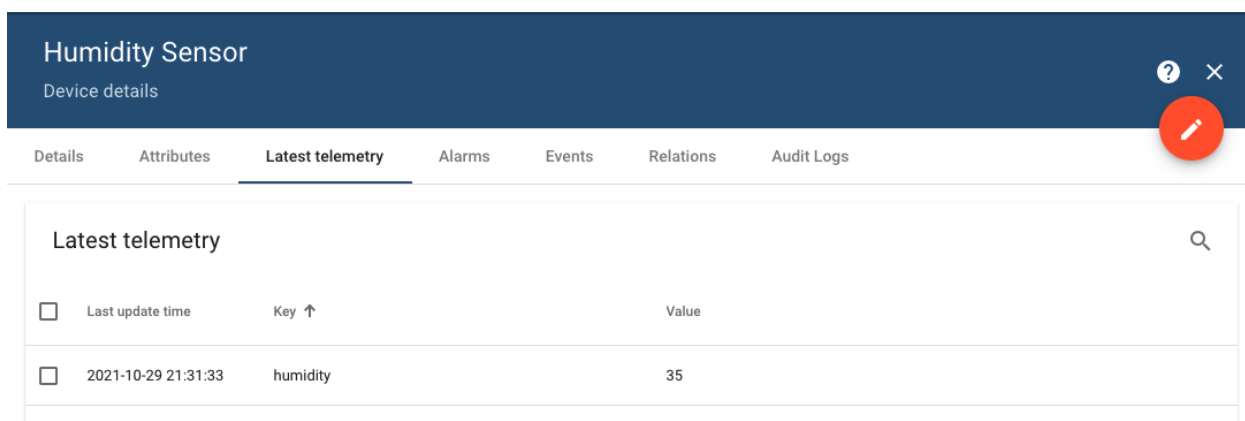 Humidity Sensor
Device details
Details Attributes Latest telemetry Alarms Events Relations Audit Logs
Latest telemetry
Last update time Key Value
2021-10-29 21:31:33 humidity 35